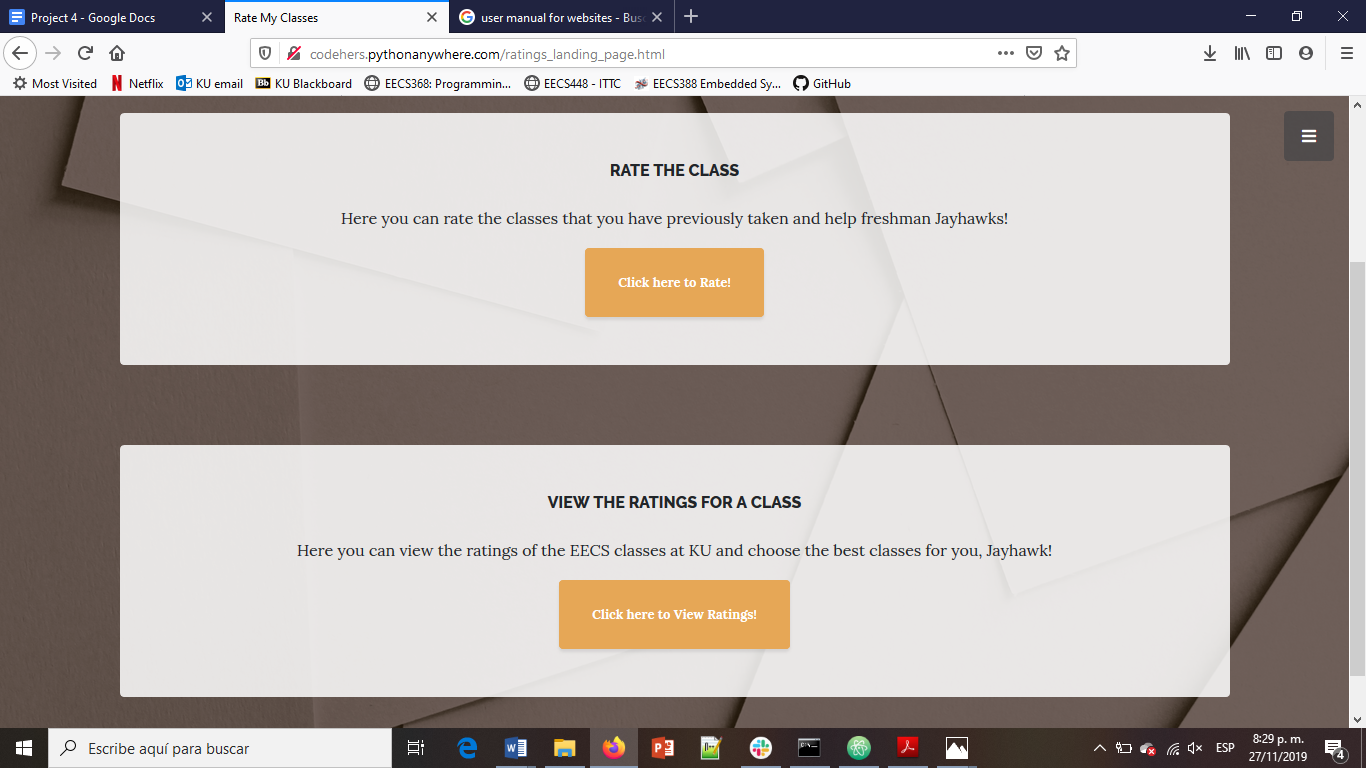 Project 4 - Google Docs
Rate My Classes
user manual for websites - Bus
codehers.pythonanywhere.com/ratings_landing_page.html
Most Visited
Netflix
KU email
Bb
KU Blackboard
EECS368: Programmin...
EECS448 - ITTC
EECS388 Embedded Sy...
GitHub
RATE THE CLASS
Here you can rate the classes that you have previously taken and help freshman Jayhawks!
Click here to Rate!
VIEW THE RATINGS FOR A CLASS
Here you can view the ratings of the EECS classes at KU and choose the best classes for you, Jayhawk!
Click here to View Ratings!
Escribe aquí para buscar
ESP
8:29 p. m.
27/11/2019
4